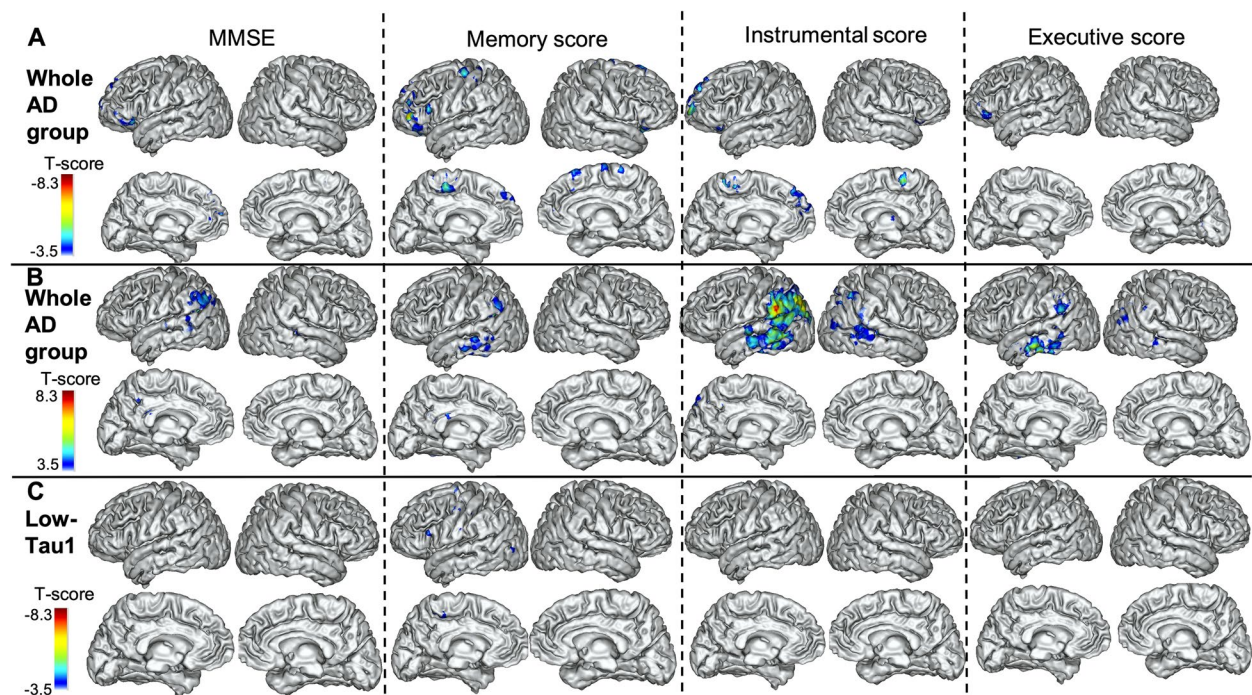 A
MMSE
Memory score
Instrumental score
Executive score
Whole
AD
group
T-score
-8.3
-3.5
B
Whole
AD
group
T-score
8.3
3.5
C
Low-
Tau1
T-score
-8.3
-3.5